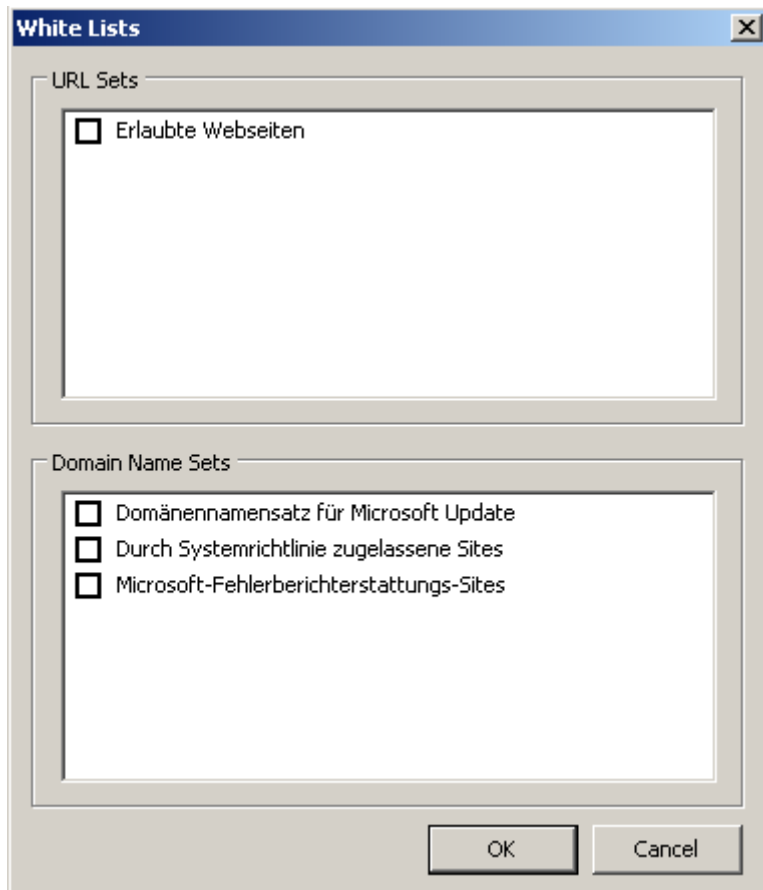 White Lists
URL Sets
Erlaubte Webseiten
Domain Name Sets
Domänennamensatz für Microsoft Update
Durch Systemrichtlinie zugelassene Sites
Microsoft-Fehlerberichterstattungs-Sites
OK
Cancel